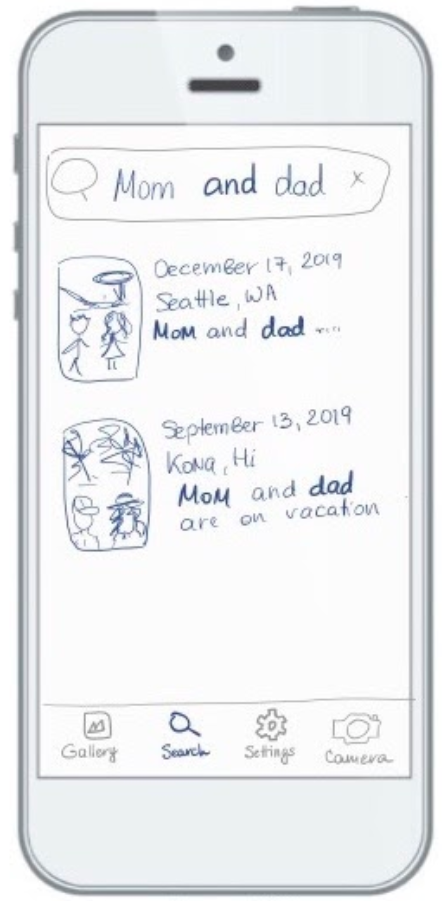 Mom and dad x
December 17, 2019
Seattle, WA
Mom and dad ....
September 13, 2019
Kona, Hi
Mom and dad
are on vacation
Gallery Search Settings Camera